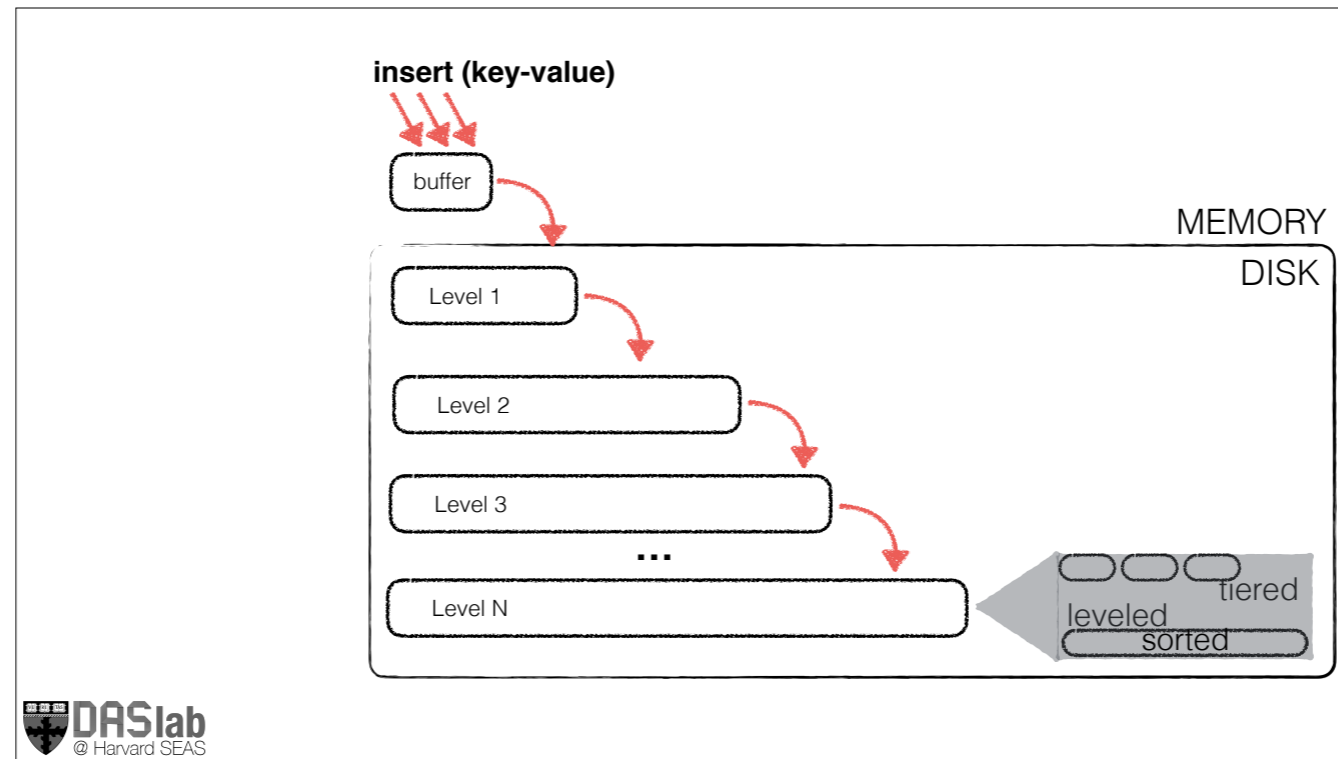 insert (key-value)
buffer
MEMORY
DISK
Level 1
Level 2
Level 3
...
Level N
tiered
leveled
sorted
DASlab
@ Harvard SEAS